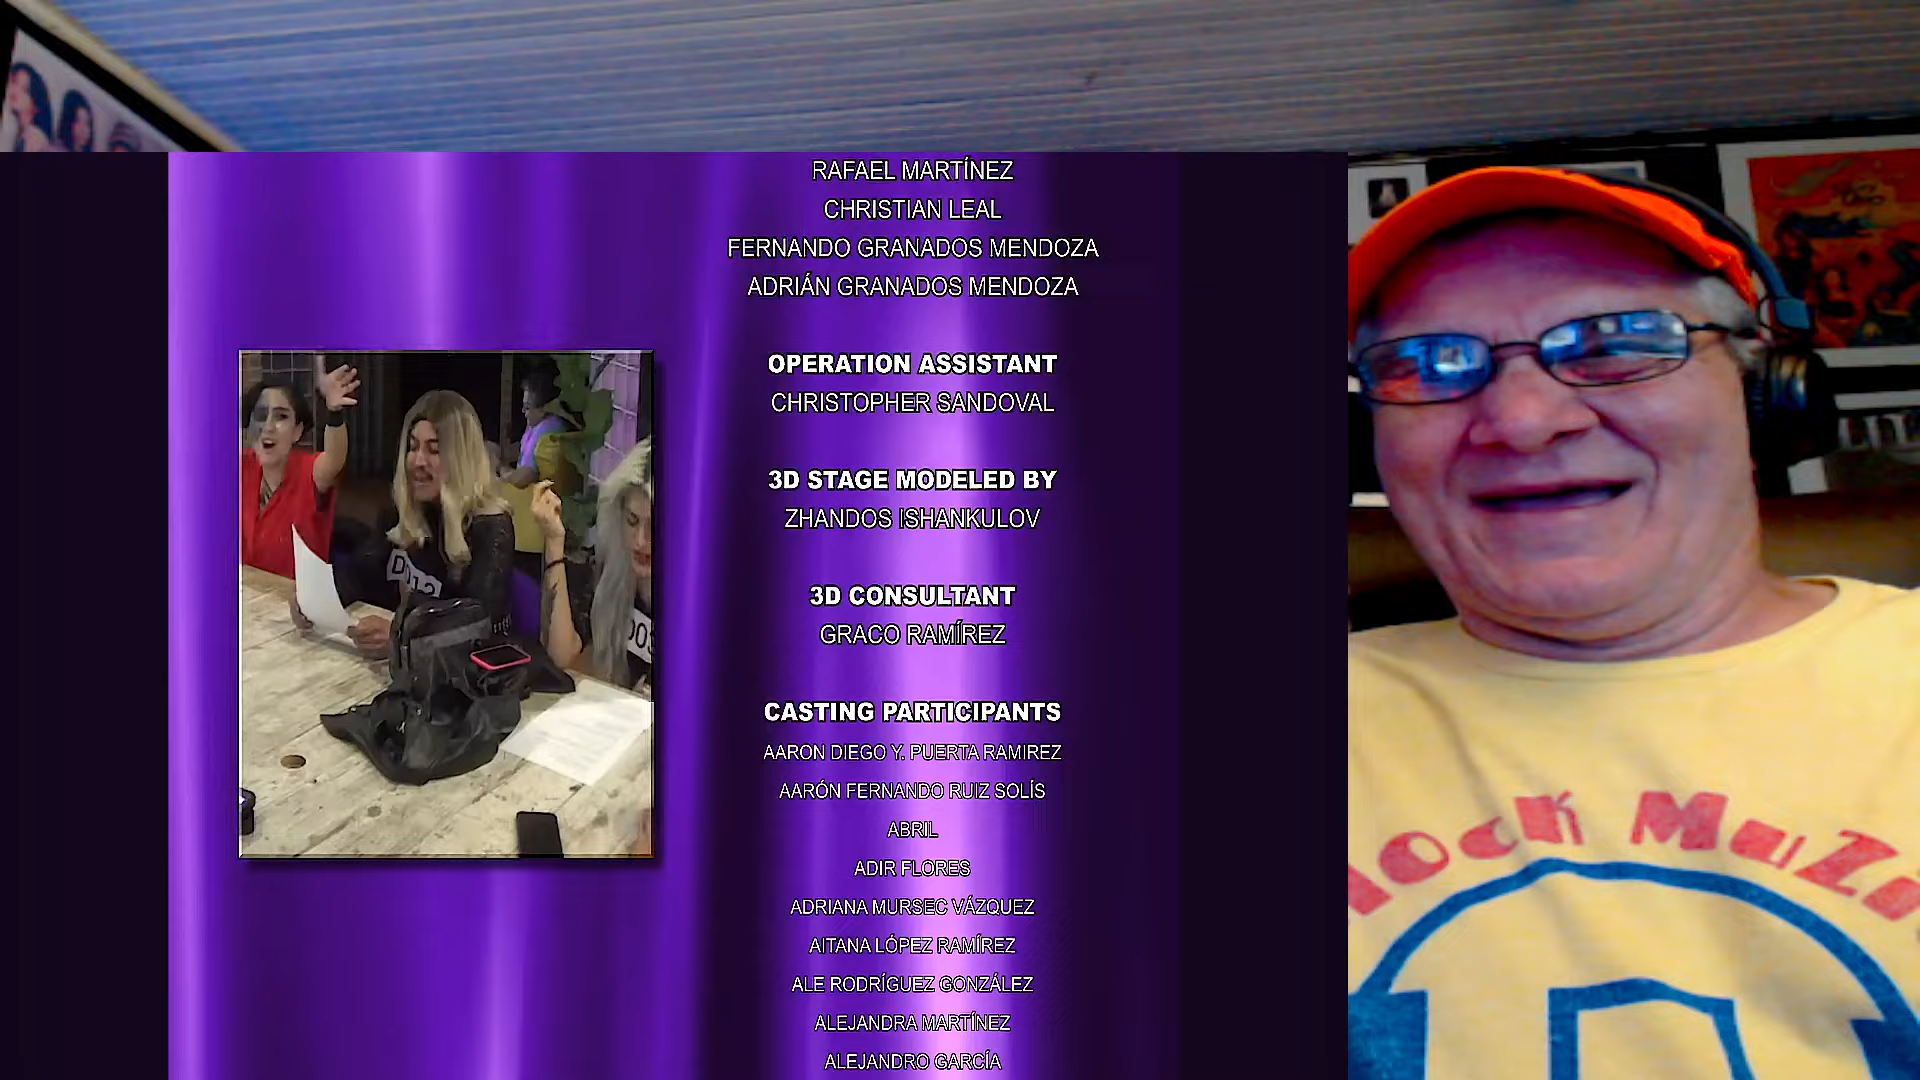 RAFAEL MARTÍNEZ
CHRISTIAN LEAL
FERNANDO GRANADOS MENDOZA
ADRIÁN GRANADOS MENDOZA
OPERATION ASSISTANT
CHRISTOPHER SANDOVAL
3D STAGE MODELED BY
ZHANDOS ISHANKULOV
3D CONSULTANT
GRACO RAMÍREZ
CASTING PARTICIPANTS
AARON DIEGO Y. PUERTA RAMIREZ
AARÓN FERNANDO RUIZ SOLÍS
ABRIL
ADIR FLORES
ADRIANA MURSEC VÁZQUEZ
AITANA LÓPEZ RAMÍREZ
ALE RODRÍGUEZ GONZÁLEZ
ALEJANDRA MARTÍNEZ
ALEJANDRO GARCÍA